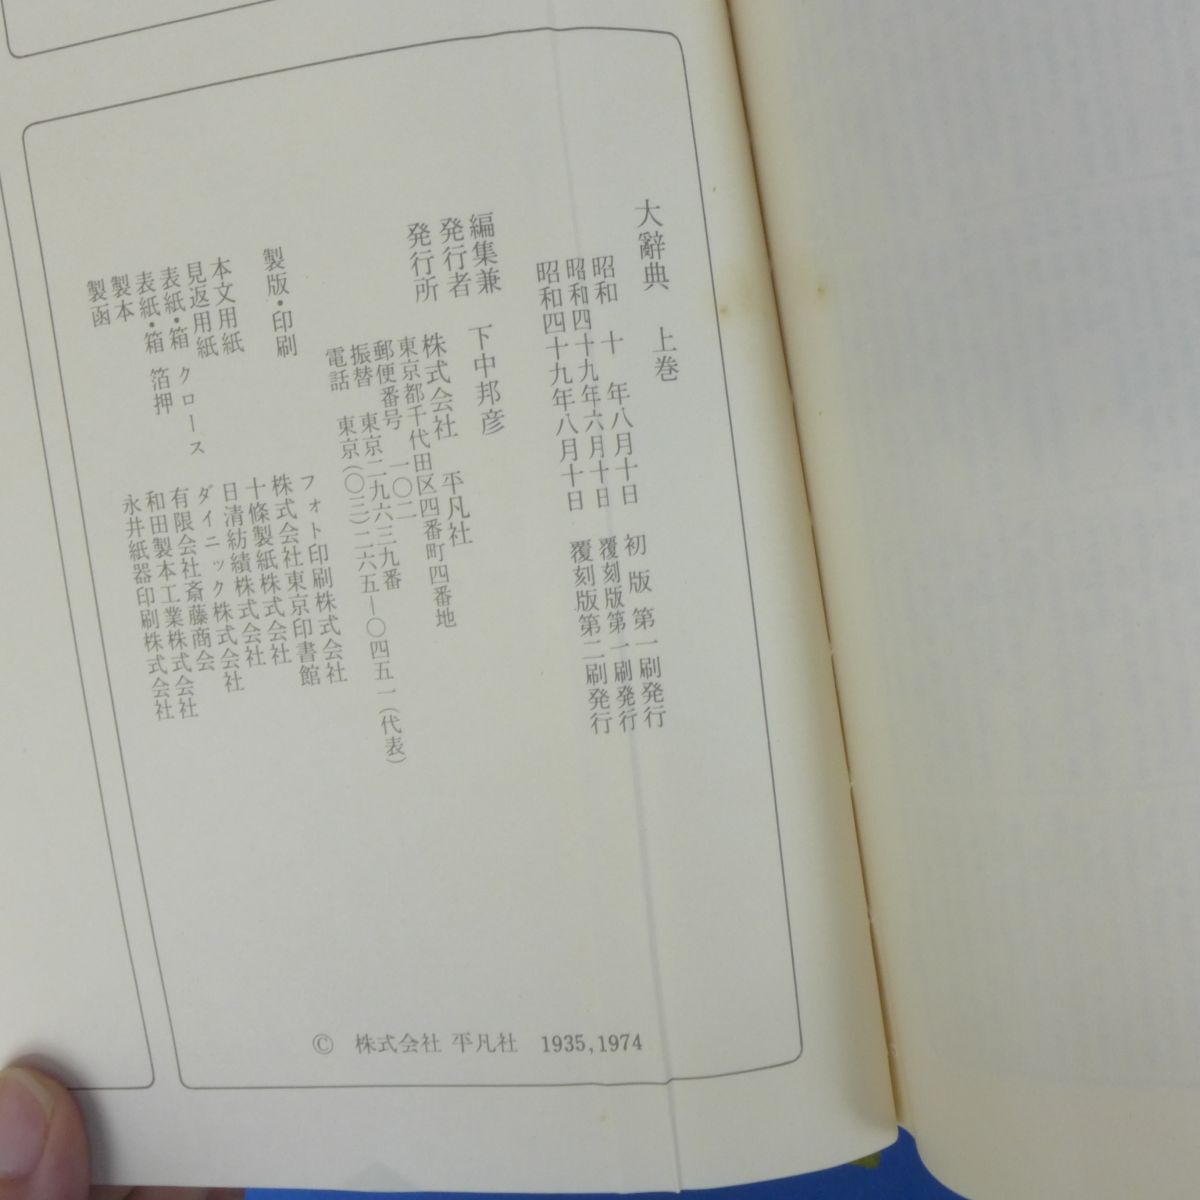 大辭典　上巻
昭和　十　年八月十日　初　版　第一刷発行
昭和四十九年六月十日　覆刻版第一刷発行
昭和四十九年八月十日　覆刻版第二刷発行
編集兼
発行者　下中邦彦
発行所　株式会社　平凡社
東京都千代田区四番町四番地
郵便番号　一〇二
振替　東京二九六三九番
電話　東京(〇三)二六五―〇四五一(代表)
製版・印刷　フォト印刷株式会社
株式会社東京印書館
本文用紙　十條製紙株式会社
見返用紙　日清紡績株式会社
表紙・箱　クロース　ダイニック株式会社
表紙・箱　箔押　有限会社斎藤商会
製本　和田製本工業株式会社
製函　永井紙器印刷株式会社
© 株式会社 平凡社 1935, 1974